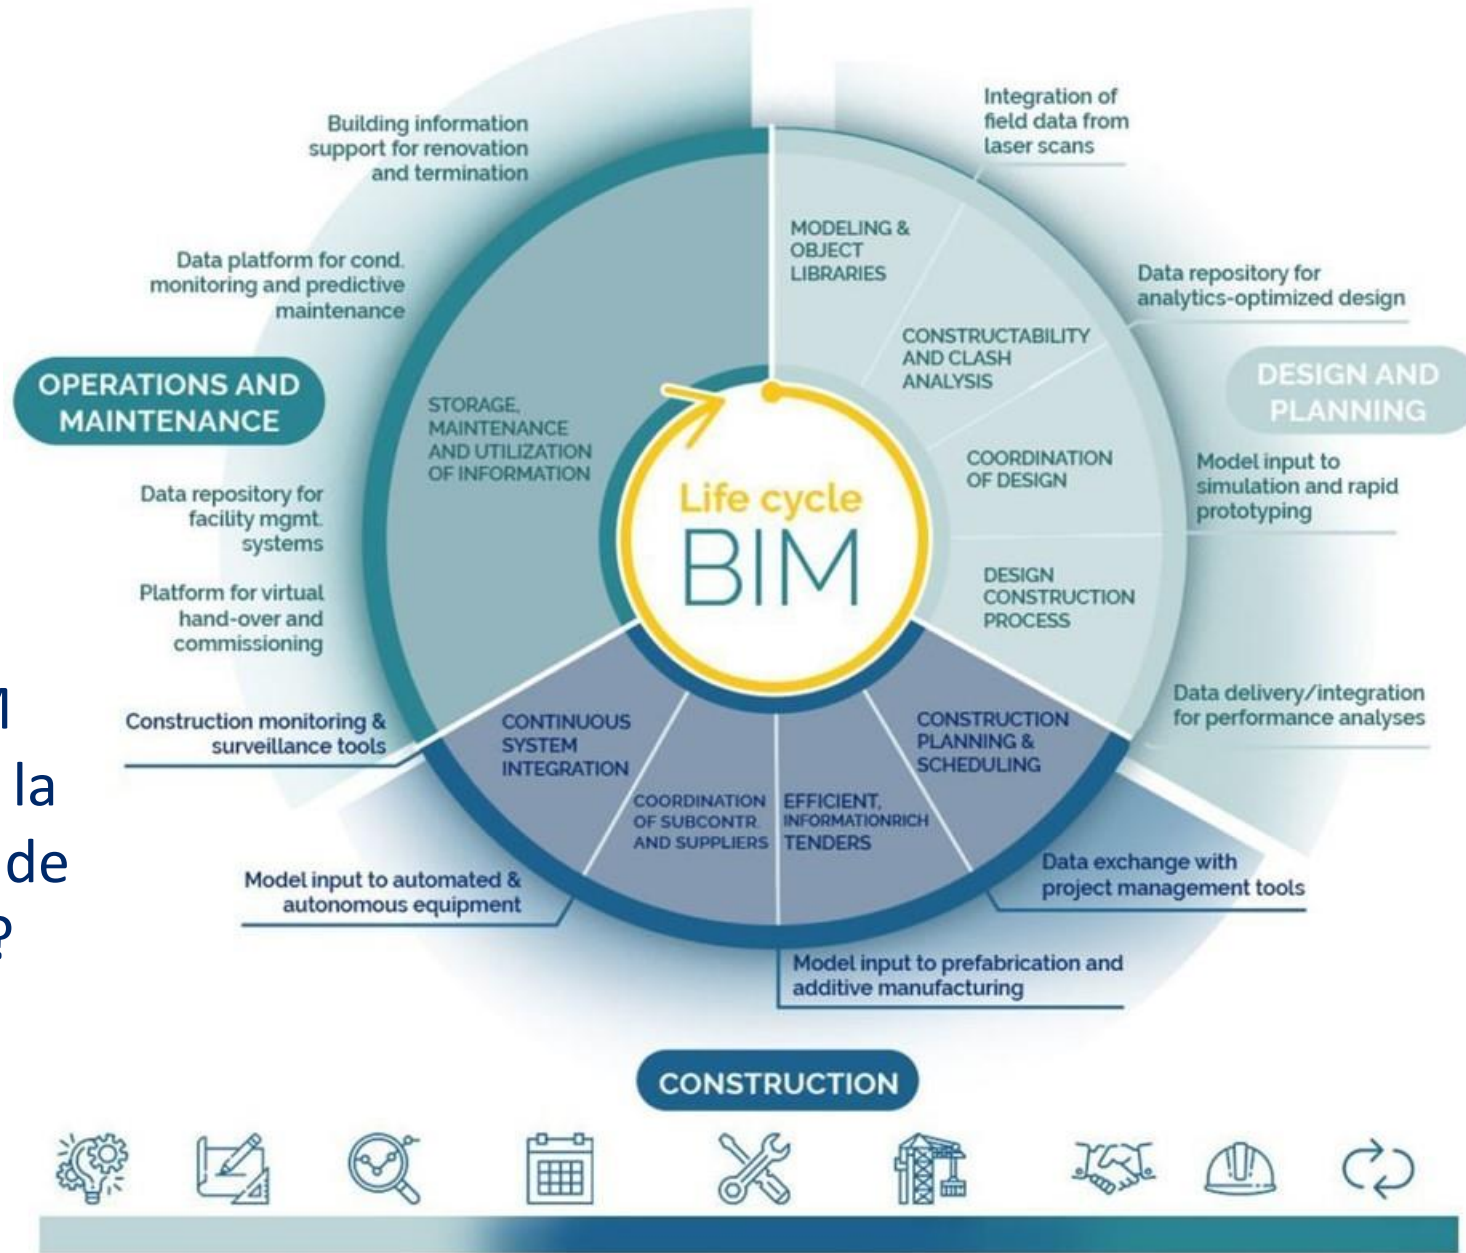 Building information
support for renovation
and termination
Data platform for cond.
monitoring and predictive
maintenance
OPERATIONS AND
MAINTENANCE
Data repository for
facility mgmt.
systems
Platform for virtual
hand-over and
commissioning
Construction monitoring &
surveillance tools
Model input to automated &
autonomous equipment
STORAGE,
MAINTENANCE
AND UTILIZATION
OF INFORMATION
Life cycle
BIM
Integration of
field data from
laser scans
MODELING &
OBJECT
LIBRARIES
CONSTRUCTABILITY
AND CLASH
ANALYSIS
COORDINATION
OF DESIGN
DESIGN
CONSTRUCTION
PROCESS
Data repository for
analytics-optimized design
DESIGN AND
PLANNING
Model input to
simulation and rapid
prototyping
Data delivery/integration
for performance analyses
CONSTRUCTION
PLANNING &
SCHEDULING
EFFICIENT,
INFORMATIONRICH
TENDERS
COORDINATION
OF SUBCONTR.
AND SUPPLIERS
CONTINUOUS
SYSTEM
INTEGRATION
Data exchange with
project management tools
Model input to prefabrication and
additive manufacturing
CONSTRUCTION
la
de
?